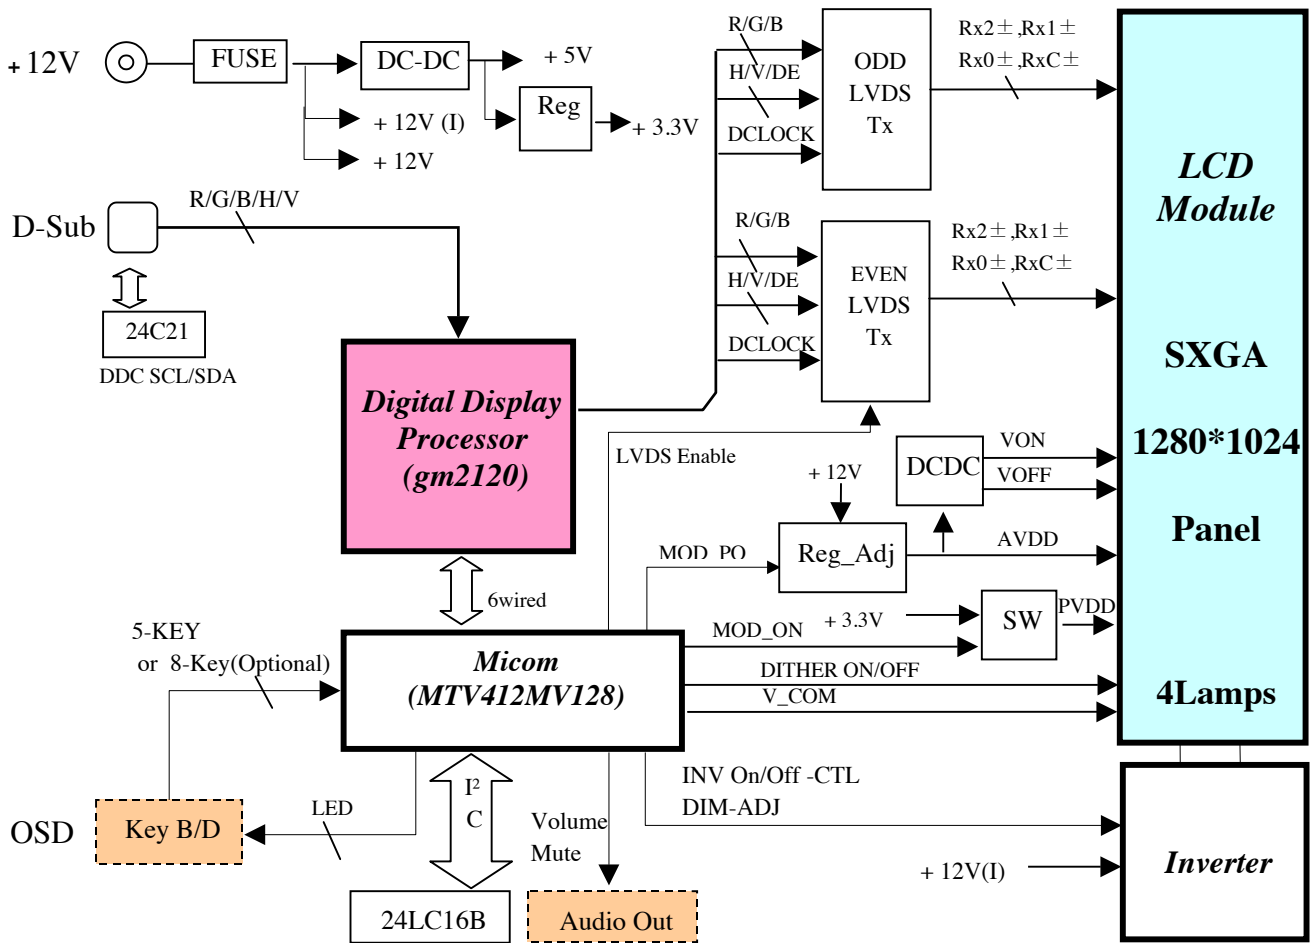 + 12V
FUSE
DC-DC
+ 5V
+ 12V (I)
+ 12V
Reg
+ 3.3V
D-Sub
R/G/B/H/V
24C21
DDC SCL/SDA
R/G/B
H/V/DE
DCLOCK
ODD
LVDS
Tx
Rx2±,Rx1±
Rx0±,RxC±
R/G/B
H/V/DE
DCLOCK
EVEN
LVDS
Tx
Rx2±,Rx1±
Rx0±,RxC±
LCD
Module
SXGA
1280*1024
Panel
4Lamps
Digital Display
Processor
(gm2120)
LVDS Enable
+ 12V
DCDC
VON
VOFF
MOD_PO
Reg_Adj
AVDD
6wired
+ 3.3V
SW
PVDD
MOD_ON
DITHER ON/OFF
V_COM
5-KEY
or 8-Key(Optional)
Micom
(MTV412MV128)
OSD
Key B/D
LED
I²
C
Volume
Mute
INV On/Off -CTL
DIM-ADJ
+ 12V(I)
Inverter
24LC16B
Audio Out